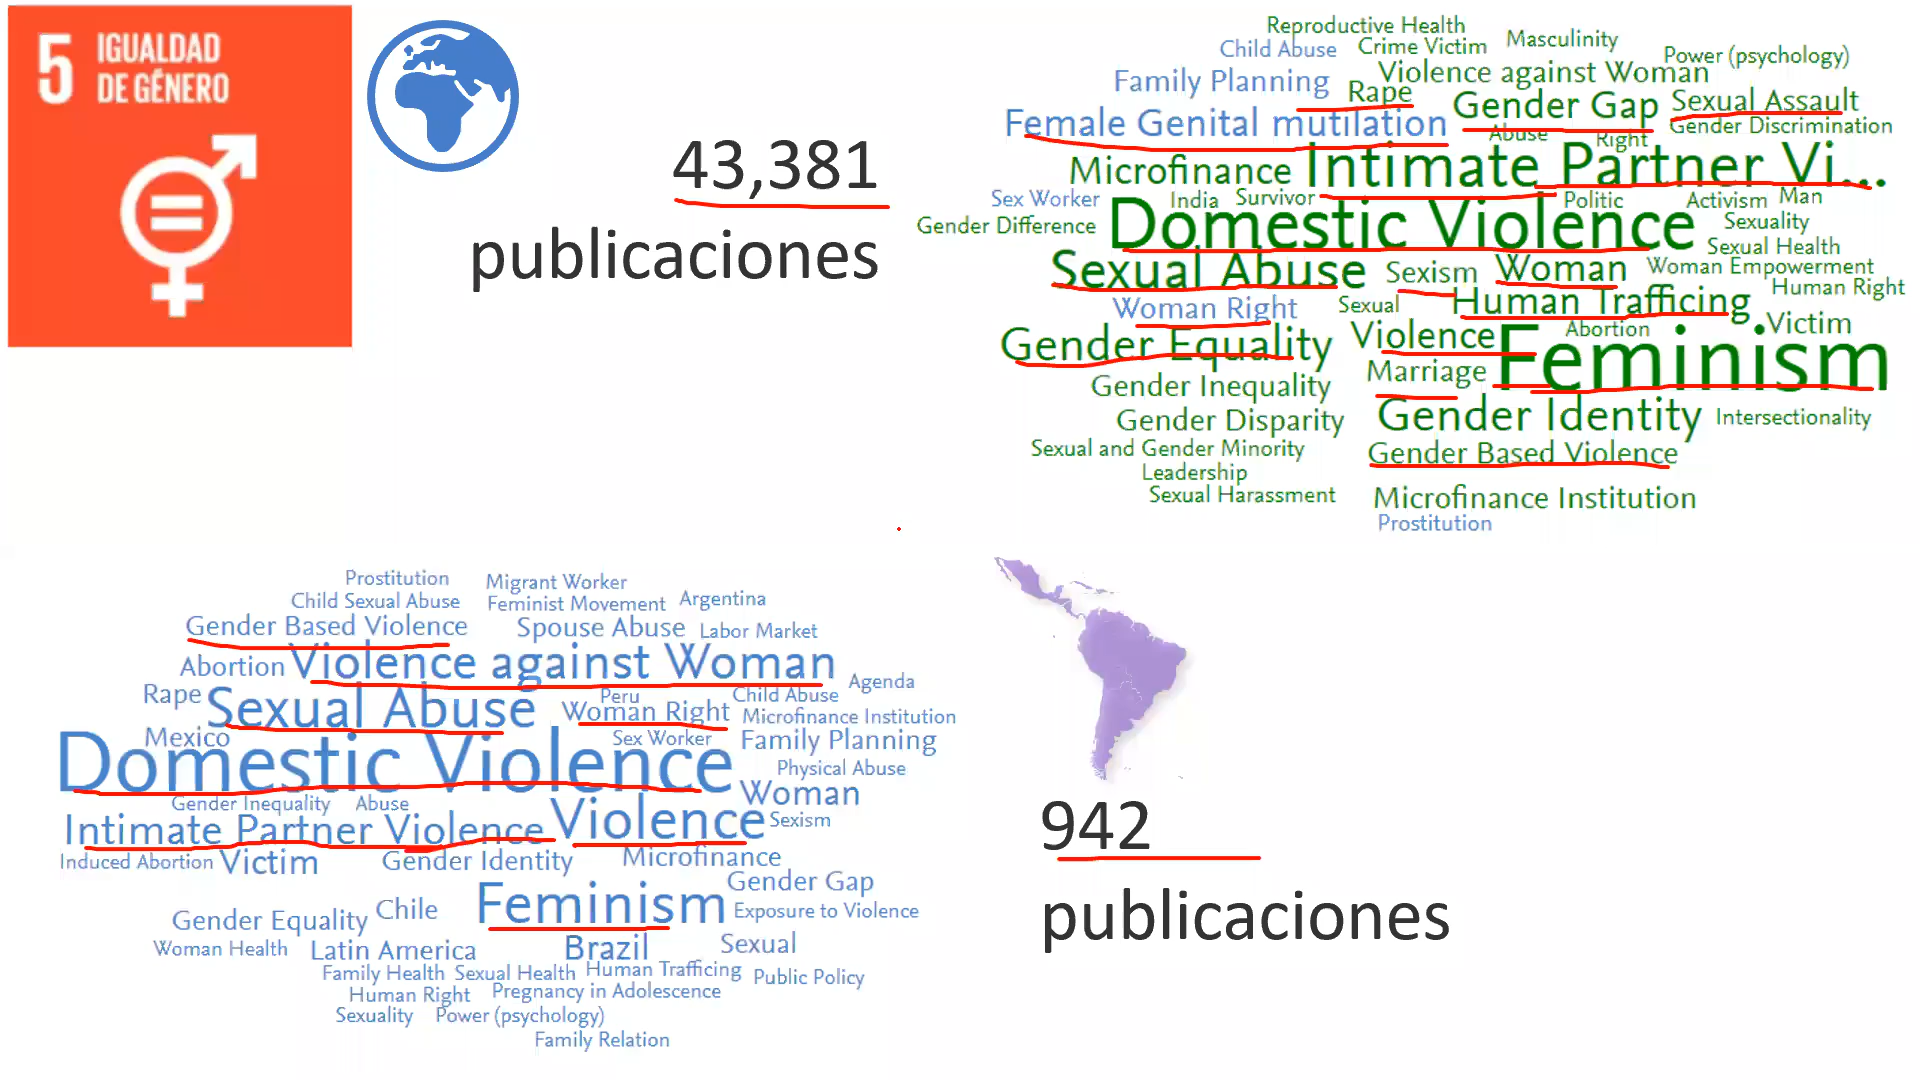 5 IGUALDAD
DE GÉNERO
43,381
publicaciones
Reproductive Health
Child Abuse Crime Victim Masculinity
Power (psychology)
Family Planning Violence against Woman
Rape
Female Genital mutilation Gender Gap Sexual Assault
Abuse Right Gender Discrimination
Microfinance Intimate Partner Vi...
Sex Worker India Survivor Politic Activism Man
Gender Difference Domestic Violence Sexuality
Sexual Health
Sexual Abuse Sexism Woman Woman Empowerment
Human Right
Woman Right Sexual Human Trafficing
Gender Equality Violence Abortion Victim
Feminism
Gender Inequality Marriage
Gender Disparity Gender Identity Intersectionality
Sexual and Gender Minority Gender Based Violence
Leadership
Sexual Harassment Microfinance Institution
Prostitution
Prostitution Migrant Worker
Child Sexual Abuse Feminist Movement Argentina
Gender Based Violence Spouse Abuse Labor Market
Abortion Violence against Woman
Rape Sexual Abuse Peru Child Abuse Agenda
Woman Right Microfinance Institution
Mexico Sex Worker Family Planning
Domestic Violence Physical Abuse
Woman
Gender Inequality Abuse
Intimate Partner Violence Violence Sexism
Induced Abortion Victim Gender Identity Microfinance
Gender Gap
Gender Equality Chile Feminism Exposure to Violence
Woman Health Latin America Brazil Sexual
Family Health Sexual Health Human Trafficing Public Policy
Human Right Pregnancy in Adolescence
Sexuality Power (psychology)
Family Relation
942
publicaciones